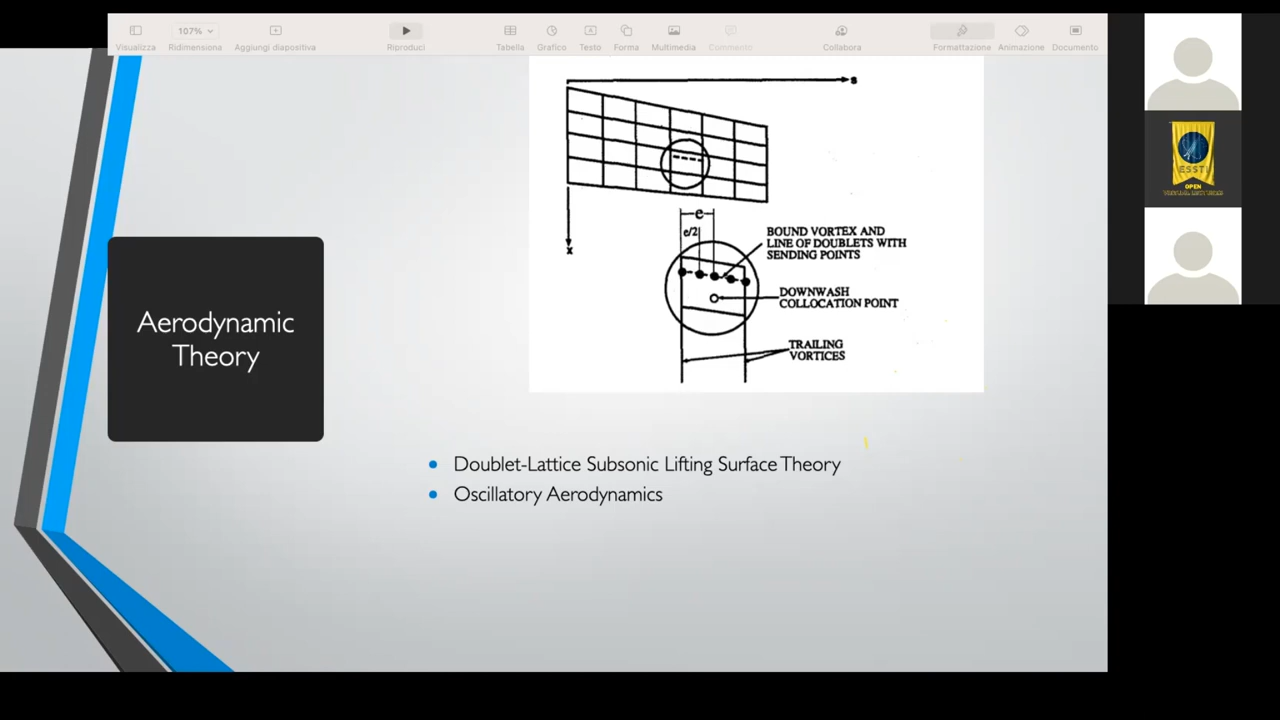 107%
Visualizza
Ridimensiona
Aggiungi diapositiva
Riproduci
Tabella
Grafico
Testo
Forma
Multimedia
Commento
Collabora
Formattazione
Animazione
Documento
s
x
e
e/2
BOUND VORTEX AND
LINE OF DOUBLETS WITH
SENDING POINTS
DOWNWASH
COLLOCATION POINT
TRAILING
VORTICES
Aerodynamic
Theory
• Doublet-Lattice Subsonic Lifting Surface Theory
• Oscillatory Aerodynamics
OPEN